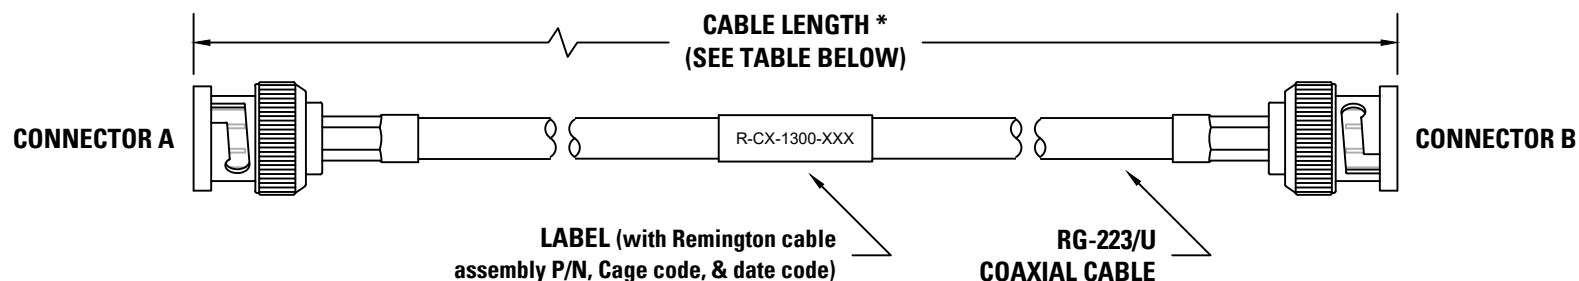 CABLE LENGTH *
(SEE TABLE BELOW)
CONNECTOR A
R-CX-1300-XXX
CONNECTOR B
LABEL (with Remington cable
assembly P/N, Cage code, & date code)
RG-223/U
COAXIAL CABLE